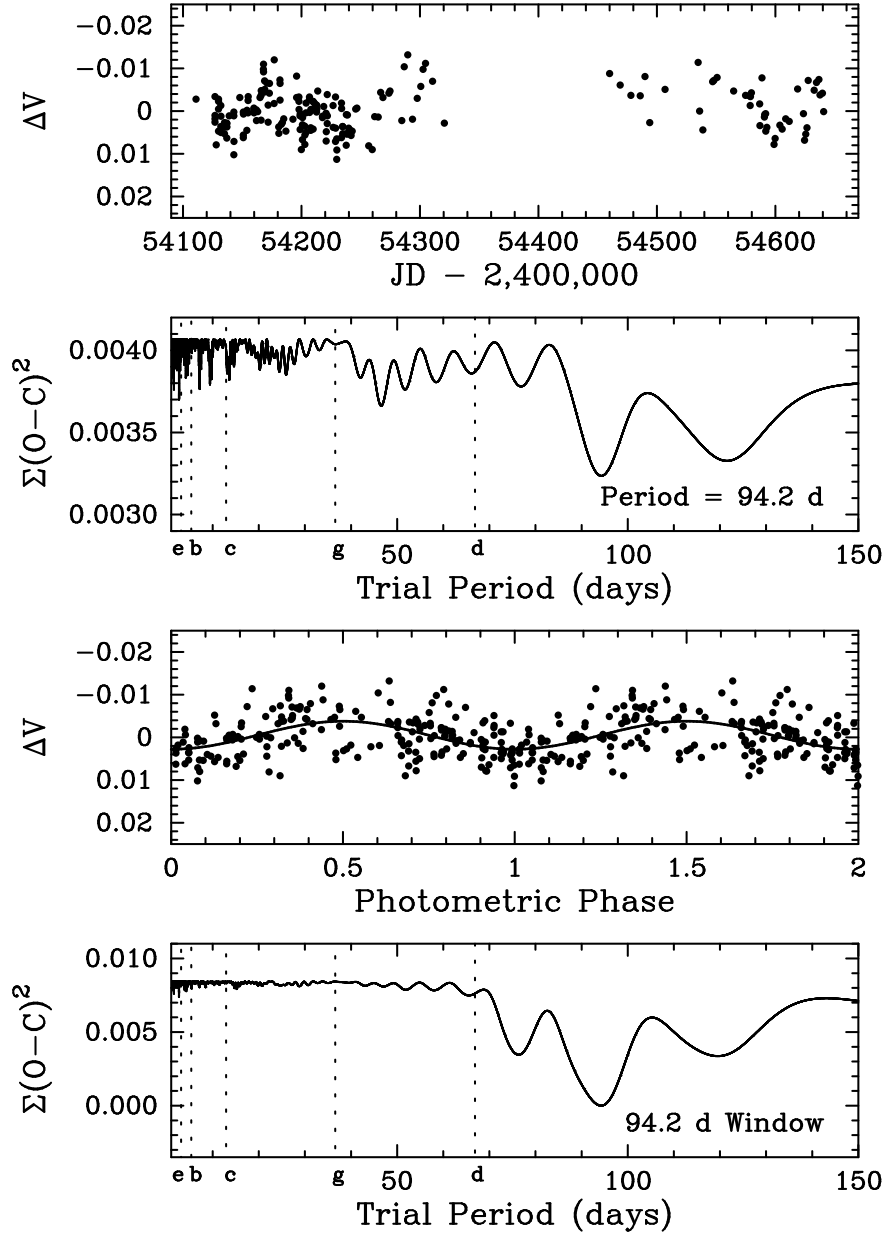 −0.02
−0.01
0
0.01
0.02
ΔV
54100 54200 54300 54400 54500 54600
JD − 2,400,000
0.0040
0.0035
0.0030
Σ(O−C)²
Period = 94.2 d
e b c g 50 d 100 150
Trial Period (days)
−0.02
−0.01
0
0.01
0.02
ΔV
0 0.5 1 1.5 2
Photometric Phase
0.010
0.005
0.000
Σ(O−C)²
94.2 d Window
e b c g 50 d 100 150
Trial Period (days)